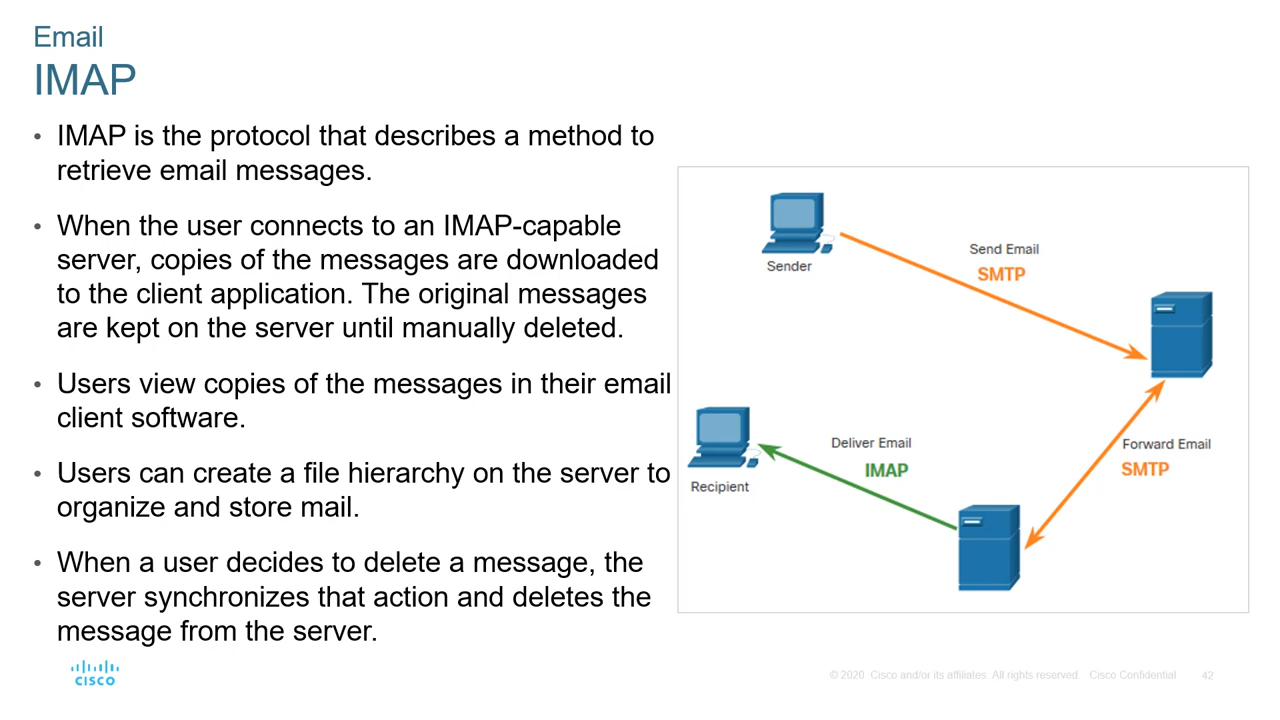 Email
IMAP
• IMAP is the protocol that describes a method to
retrieve email messages.
• When the user connects to an IMAP-capable
server, copies of the messages are downloaded
to the client application. The original messages
are kept on the server until manually deleted.
• Users view copies of the messages in their email
client software.
• Users can create a file hierarchy on the server to
organize and store mail.
• When a user decides to delete a message, the
server synchronizes that action and deletes the
message from the server.
Sender
Send Email
SMTP
Deliver Email
IMAP
Recipient
Forward Email
SMTP
CISCO
© 2020 Cisco and/or its affiliates. All rights reserved. Cisco Confidential
42